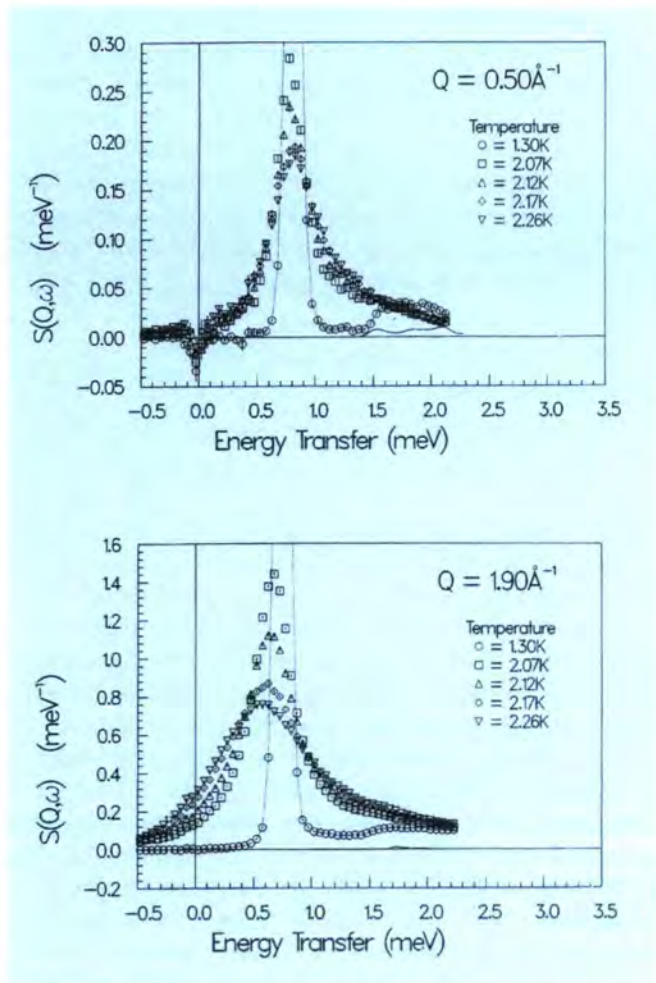 Q = 0.50Å⁻¹
Temperature
○ = 1.30K
□ = 2.07K
△ = 2.12K
◇ = 2.17K
▽ = 2.26K
S(Q,ω) (meV⁻¹)
0.30
0.25
0.20
0.15
0.10
0.05
0.00
−0.05
−0.5 0.0 0.5 1.0 1.5 2.0 2.5 3.0 3.5
Energy Transfer (meV)
Q = 1.90Å⁻¹
Temperature
○ = 1.30K
□ = 2.07K
△ = 2.12K
○ = 2.17K
▽ = 2.26K
S(Q,ω) (meV⁻¹)
1.6
1.4
1.2
1.0
0.8
0.6
0.4
0.2
0.0
−0.2
−0.5 0.0 0.5 1.0 1.5 2.0 2.5 3.0 3.5
Energy Transfer (meV)